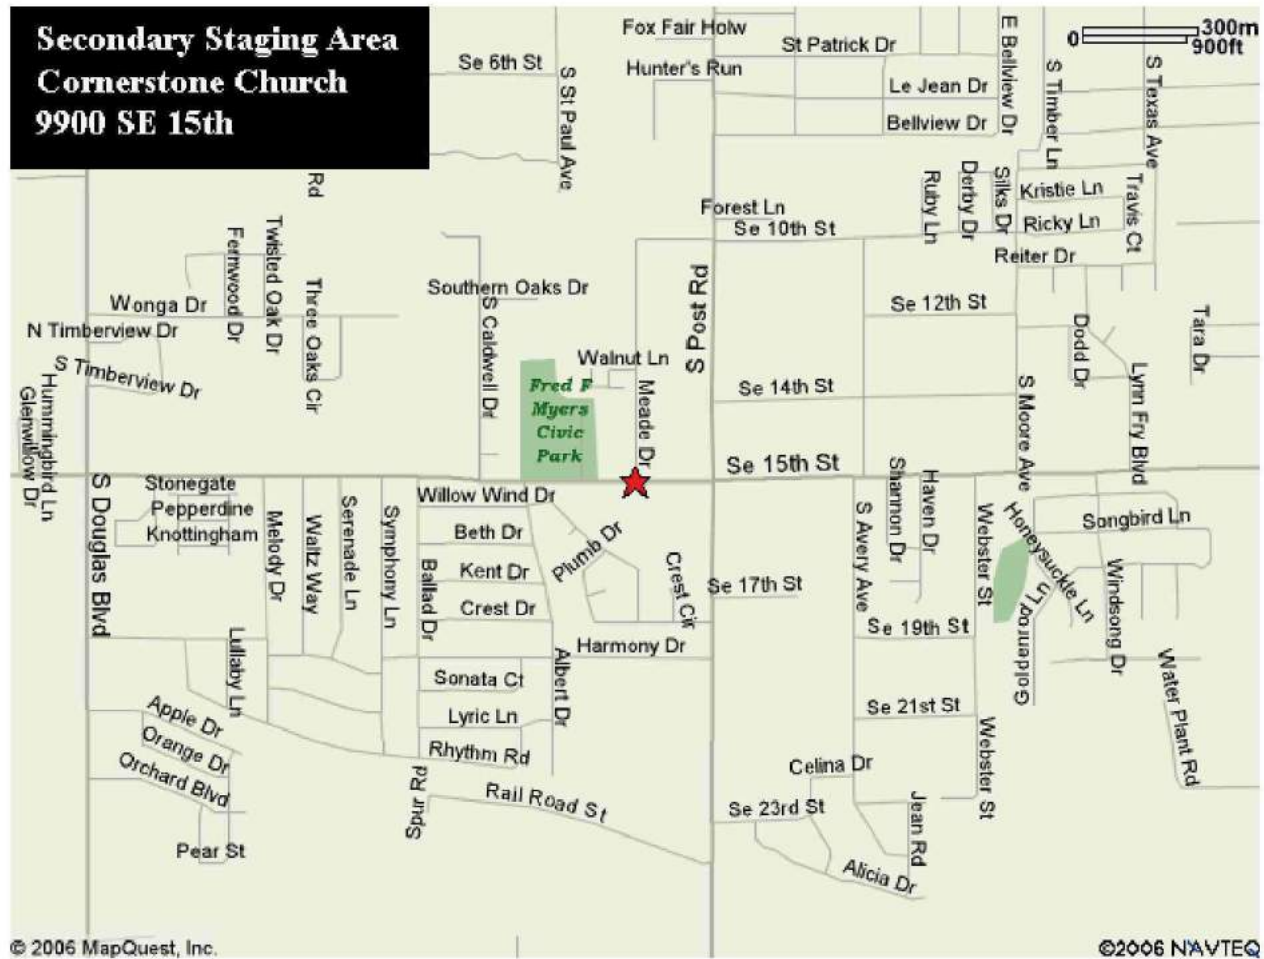 Secondary Staging Area
Cornerstone Church
9900 SE 15th
300m
0
900ft
Fox Fair Holw
St Patrick Dr
E Bellview Dr
Se 6th St
Hunter's Run
S St Paul Ave
Le Jean Dr
S Timber Ln
S Texas Ave
Bellview Dr
Rd
Ruby Ln
Derby Dr
Silks Dr
Kristie Ln
Travis Ct
Forest Ln
Se 10th St
Ricky Ln
Reiter Dr
Fernwood Dr
Twisted Oak Dr
Three Oaks Cir
Southern Oaks Dr
S Caldwell Dr
S Post Rd
Se 12th St
Wonga Dr
N Timberview Dr
S Timberview Dr
Dodd Dr
Tara Dr
Walnut Ln
Fred F
Myers
Civic
Park
Meade Dr
Se 14th St
S Moore Ave
Lynn Fry Blvd
Hummingbird Ln
Glenwillow Dr
Se 15th St
S Douglas Blvd
Stonegate
Pepperdine
Knottingham
Melody Dr
Waltz Way
Serenade Ln
Symphony Ln
Willow Wind Dr
Beth Dr
Kent Dr
Crest Dr
Ballad Dr
Plumb Dr
Crest Cir
Se 17th St
S Avery Ave
Shannon Dr
Haven Dr
Webster St
Honeysuckle Ln
Songbird Ln
Windsong Dr
Goldenrod Ln
Se 19th St
Lullaby Ln
Harmony Dr
Albert Dr
Sonata Ct
Lyric Ln
Rhythm Rd
Se 21st St
Webster St
Water Plant Rd
Apple Dr
Orange Dr
Orchard Blvd
Pear St
Spur Rd
Rail Road St
Celina Dr
Se 23rd St
Jean Rd
Alicia Dr
© 2006 MapQuest, Inc.
©2006 NAVTEQ